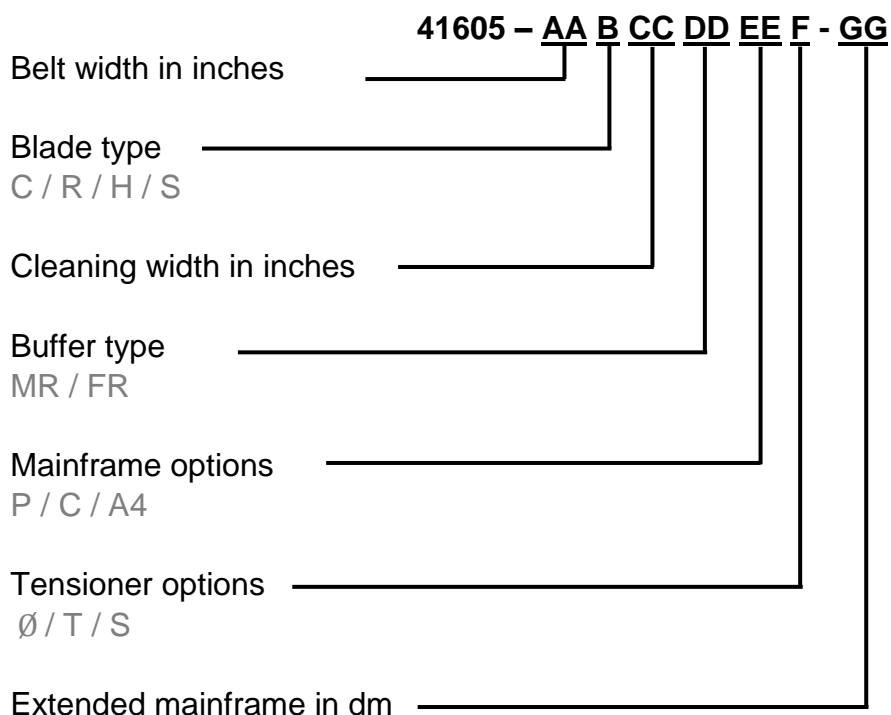 41605 – AA B CC DD EE F - GG
Belt width in inches
Blade type
C / R / H / S
Cleaning width in inches
Buffer type
MR / FR
Mainframe options
P / C / A4
Tensioner options
Ø / T / S
Extended mainframe in dm